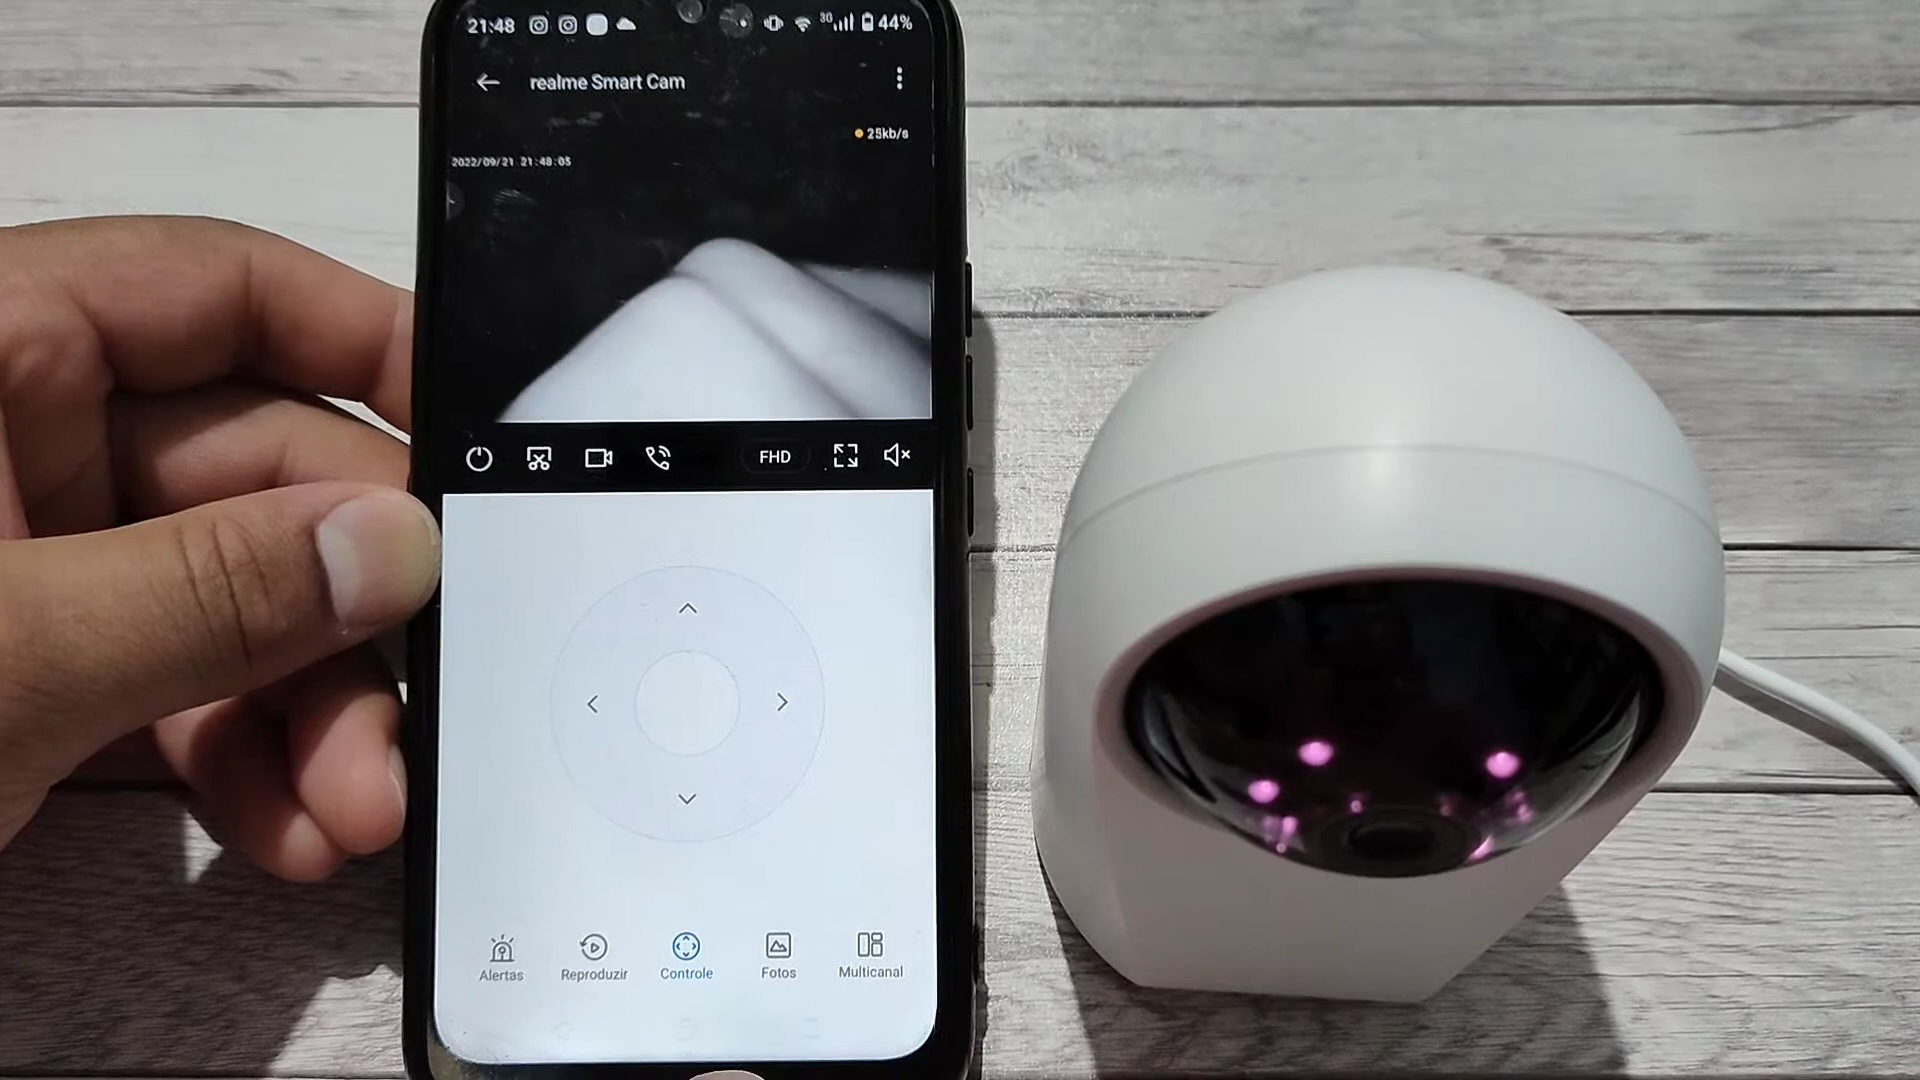 21:48 3G 44%
realme Smart Cam
25kb/s
2022/09/21 21:48:05
FHD
Alertas Reproduzir Controle Fotos Multicanal